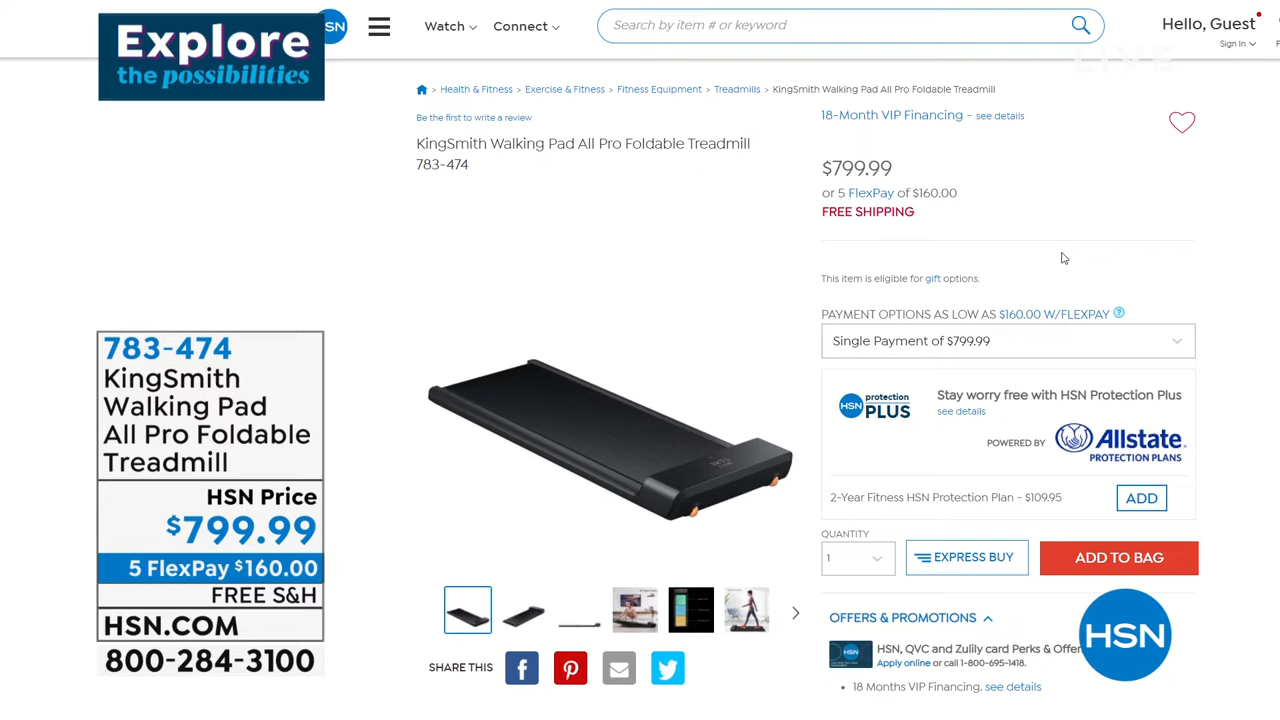 Explore
the possibilities
SN
Watch
Connect
Search by item # or keyword
Hello, Guest
Sign In
F
LIVE
> Health & Fitness > Exercise & Fitness > Fitness Equipment > Treadmills > KingSmith Walking Pad All Pro Foldable Treadmill
Be the first to write a review
KingSmith Walking Pad All Pro Foldable Treadmill
783-474
18-Month VIP Financing - see details
$799.99
or 5 FlexPay of $160.00
FREE SHIPPING
This item is eligible for gift options.
PAYMENT OPTIONS AS LOW AS $160.00 W/FLEXPAY ?
Single Payment of $799.99
HSN protection PLUS
Stay worry free with HSN Protection Plus
see details
POWERED BY Allstate.
PROTECTION PLANS
2-Year Fitness HSN Protection Plan - $109.95
ADD
QUANTITY
1
EXPRESS BUY
ADD TO BAG
OFFERS & PROMOTIONS
HSN
HSN, QVC and Zulily card Perks & Offer
Apply online or call 1-800-695-1418.
• 18 Months VIP Financing. see details
HSN
SHARE THIS
783-474
KingSmith
Walking Pad
All Pro Foldable
Treadmill
HSN Price
$799.99
5 FlexPay $160.00
FREE S&H
HSN.COM
800-284-3100